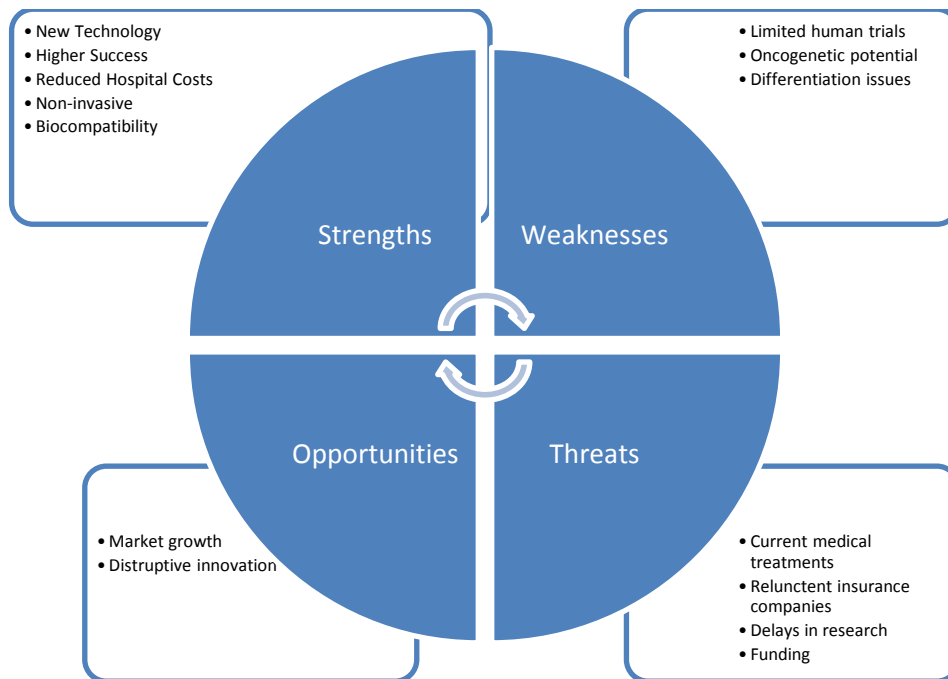 • New Technology
• Higher Success
• Reduced Hospital Costs
• Non-invasive
• Biocompatibility
• Limited human trials
• Oncogenetic potential
• Differentiation issues
Strengths
Weaknesses
Opportunities
Threats
• Market growth
• Distruptive innovation
• Current medical
treatments
• Relunctent insurance
companies
• Delays in research
• Funding